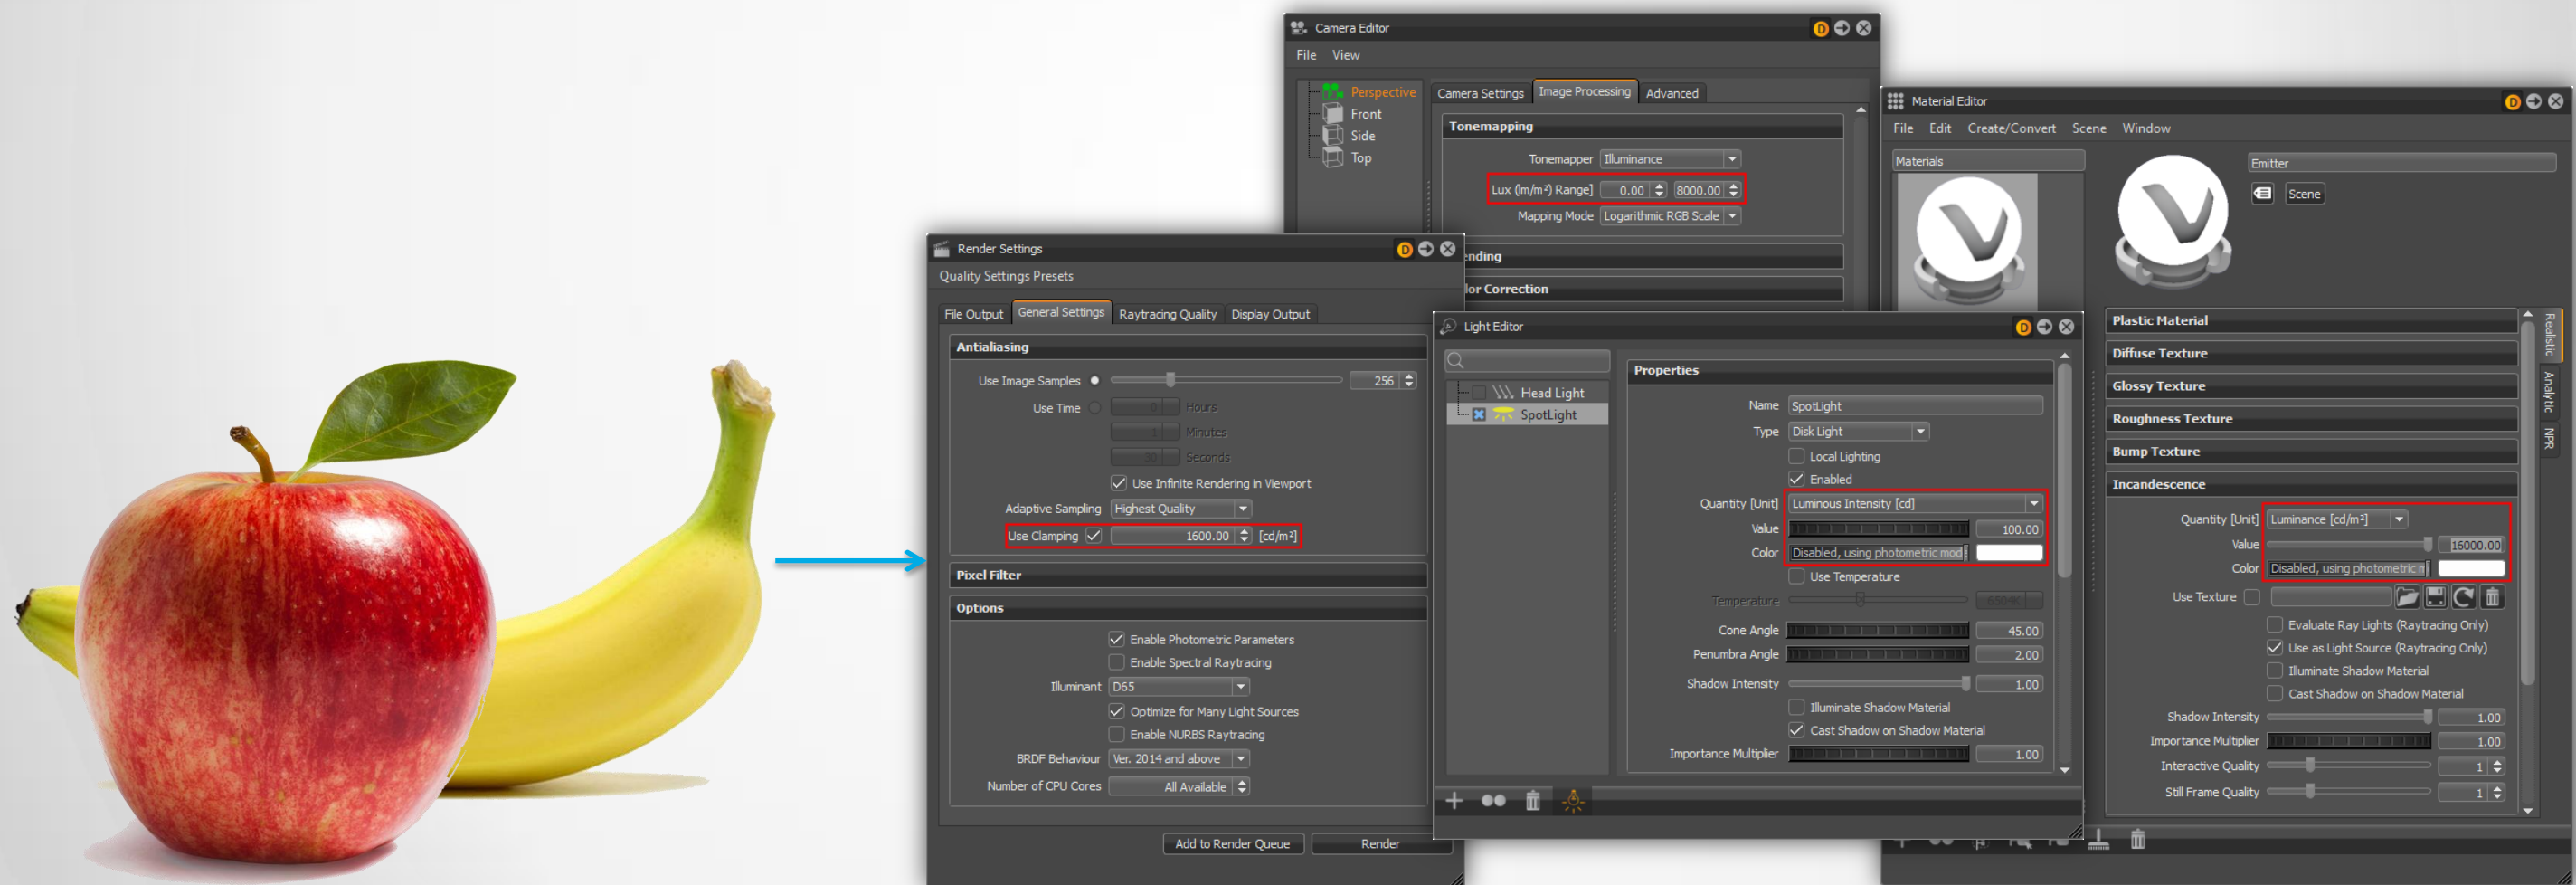 Camera Editor
D
File View
Perspective
Front
Side
Top
Camera Settings Image Processing Advanced
Tonemapping
Tonemapper Illuminance
Lux (lm/m²) Range] 0.00 8000.00
Mapping Mode Logarithmic RGB Scale
nding
lor Correction
Render Settings
D
Quality Settings Presets
File Output General Settings Raytracing Quality Display Output
Antialiasing
Use Image Samples 256
Use Time 0 Hours
1 Minutes
30 Seconds
Use Infinite Rendering in Viewport
Adaptive Sampling Highest Quality
Use Clamping 1600.00 [cd/m²]
Pixel Filter
Options
Enable Photometric Parameters
Enable Spectral Raytracing
Illuminant D65
Optimize for Many Light Sources
Enable NURBS Raytracing
BRDF Behaviour Ver. 2014 and above
Number of CPU Cores All Available
Add to Render Queue Render
Light Editor
D
Head Light
SpotLight
Properties
Name SpotLight
Type Disk Light
Local Lighting
Enabled
Quantity [Unit] Luminous Intensity [cd]
Value 100.00
Color Disabled, using photometric mod
Use Temperature
Temperature 6504K
Cone Angle 45.00
Penumbra Angle 2.00
Shadow Intensity 1.00
Illuminate Shadow Material
Cast Shadow on Shadow Material
Importance Multiplier 1.00
Material Editor
D
File Edit Create/Convert Scene Window
Materials
Emitter
Scene
Plastic Material
Diffuse Texture
Glossy Texture
Roughness Texture
Bump Texture
Incandescence
Quantity [Unit] Luminance [cd/m²]
Value 16000.00
Color Disabled, using photometric m
Use Texture
Evaluate Ray Lights (Raytracing Only)
Use as Light Source (Raytracing Only)
Illuminate Shadow Material
Cast Shadow on Shadow Material
Shadow Intensity 1.00
Importance Multiplier 1.00
Interactive Quality 1
Still Frame Quality 1
Realistic
Analytic
NPR